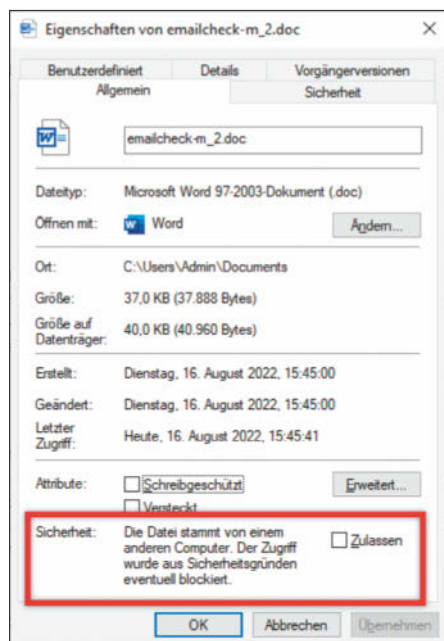 Eigenschaften von emailcheck-m_2.doc
Benutzerdefiniert Details Vorgängerversionen
Allgemein Sicherheit
emailcheck-m_2.doc
Dateityp: Microsoft Word 97-2003-Dokument (.doc)
Öffnen mit: Word Ändern...
Ort: C:\Users\Admin\Documents
Größe: 37,0 KB (37.888 Bytes)
Größe auf
Datenträger: 40,0 KB (40.960 Bytes)
Erstellt: Dienstag, 16. August 2022, 15:45:00
Geändert: Dienstag, 16. August 2022, 15:45:00
Letzter
Zugriff: Heute, 16. August 2022, 15:45:41
Attribute: Schreibgeschützt Erweitert...
Versteckt
Sicherheit: Die Datei stammt von einem
anderen Computer. Der Zugriff Zulassen
wurde aus Sicherheitsgründen
eventuell blockiert.
OK Abbrechen Übernehmen